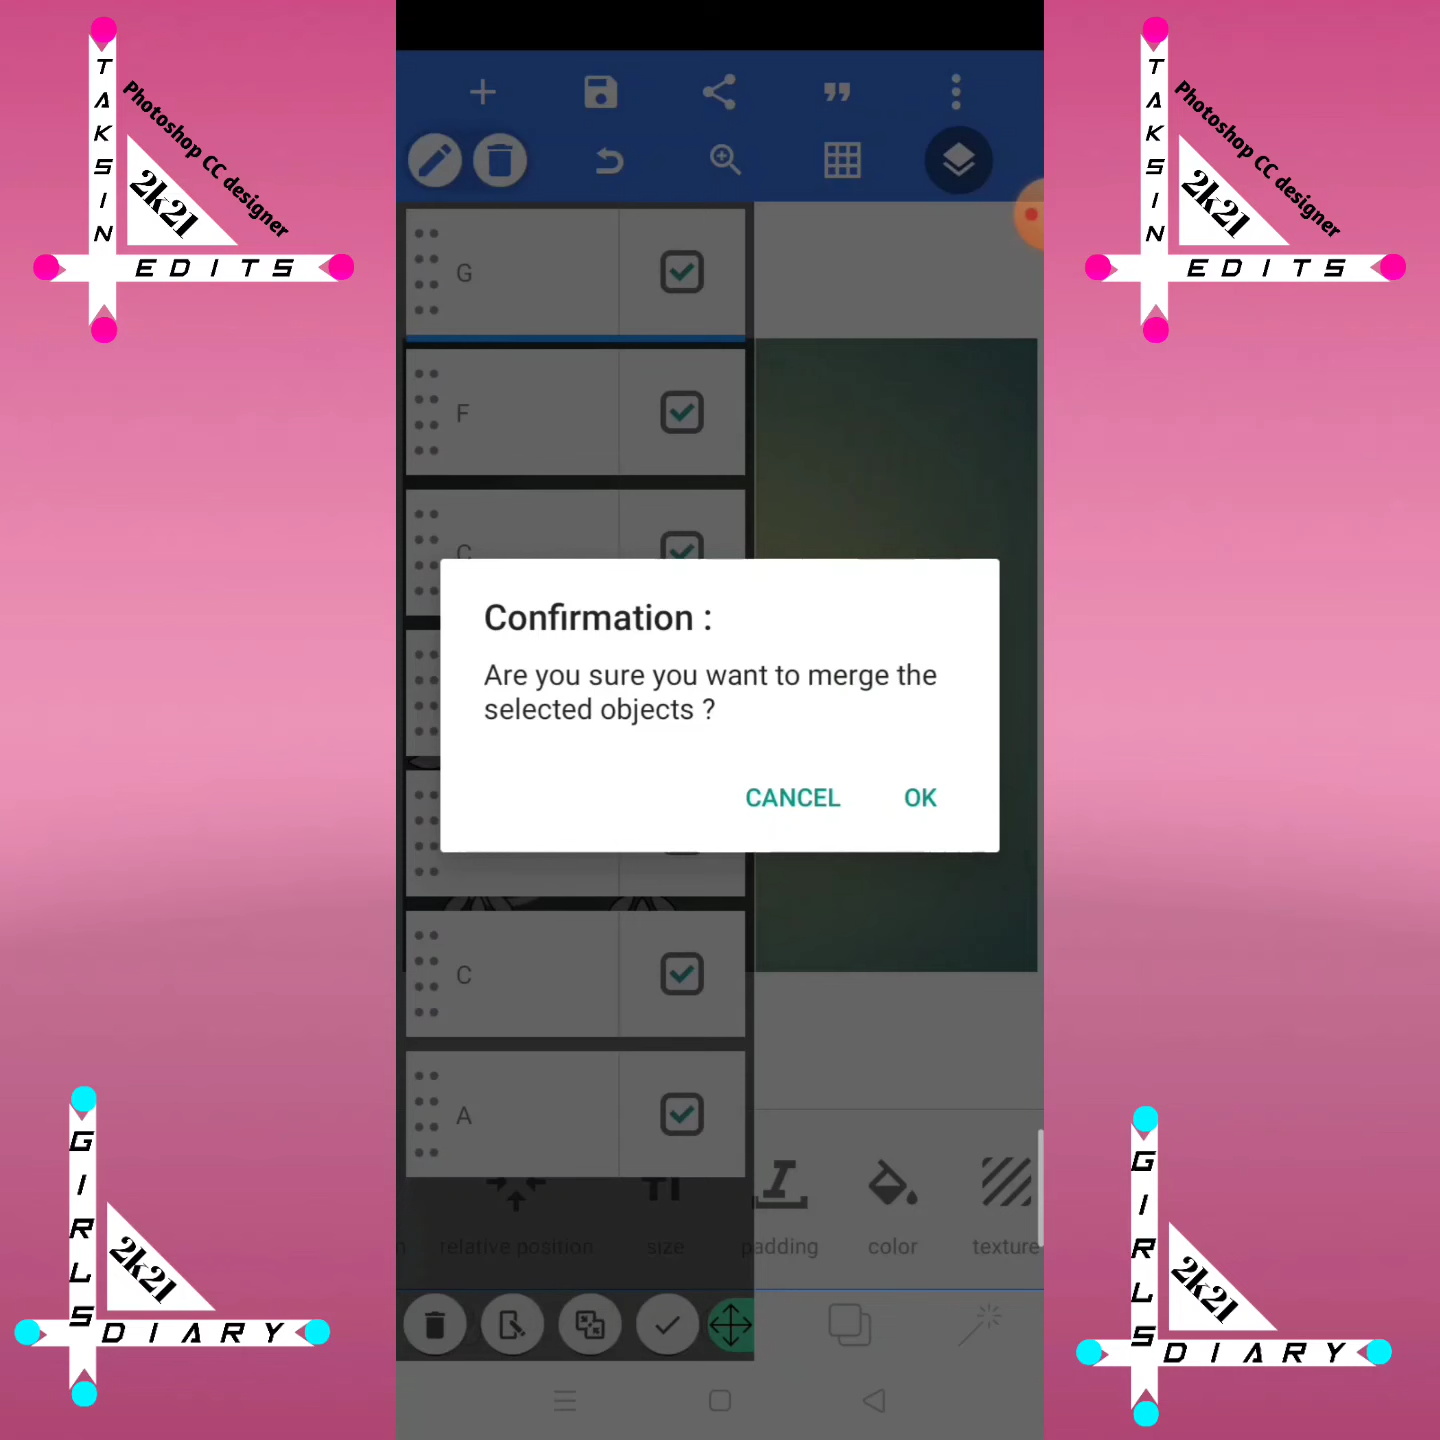 TAKSIN
EDITS
Photoshop CC designer
2k21
TAKSIN
EDITS
Photoshop CC designer
2k21
G
F
C
Confirmation :
Are you sure you want to merge the
selected objects ?
CANCEL OK
C
A
relative position size padding color texture
GIRLS
DIARY
2k21
GIRLS
DIARY
2k21